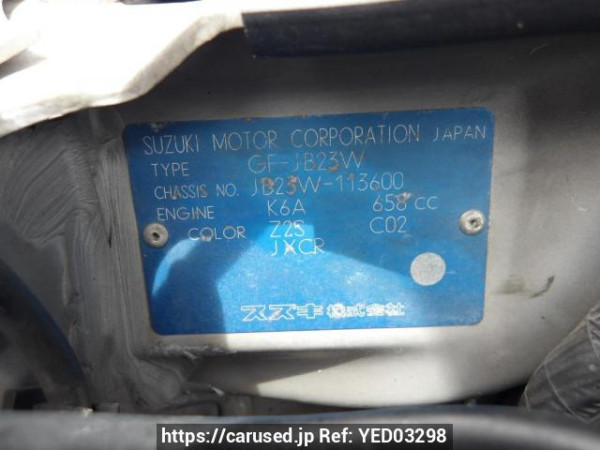 SUZUKI MOTOR CORPORATION JAPAN
TYPE GF-JB23W
CHASSIS NO. JB23W-113600
ENGINE K6A 658 CC
COLOR Z2S C02
JXCR
スズキ株式会社
https://carused.jp Ref: YED03298